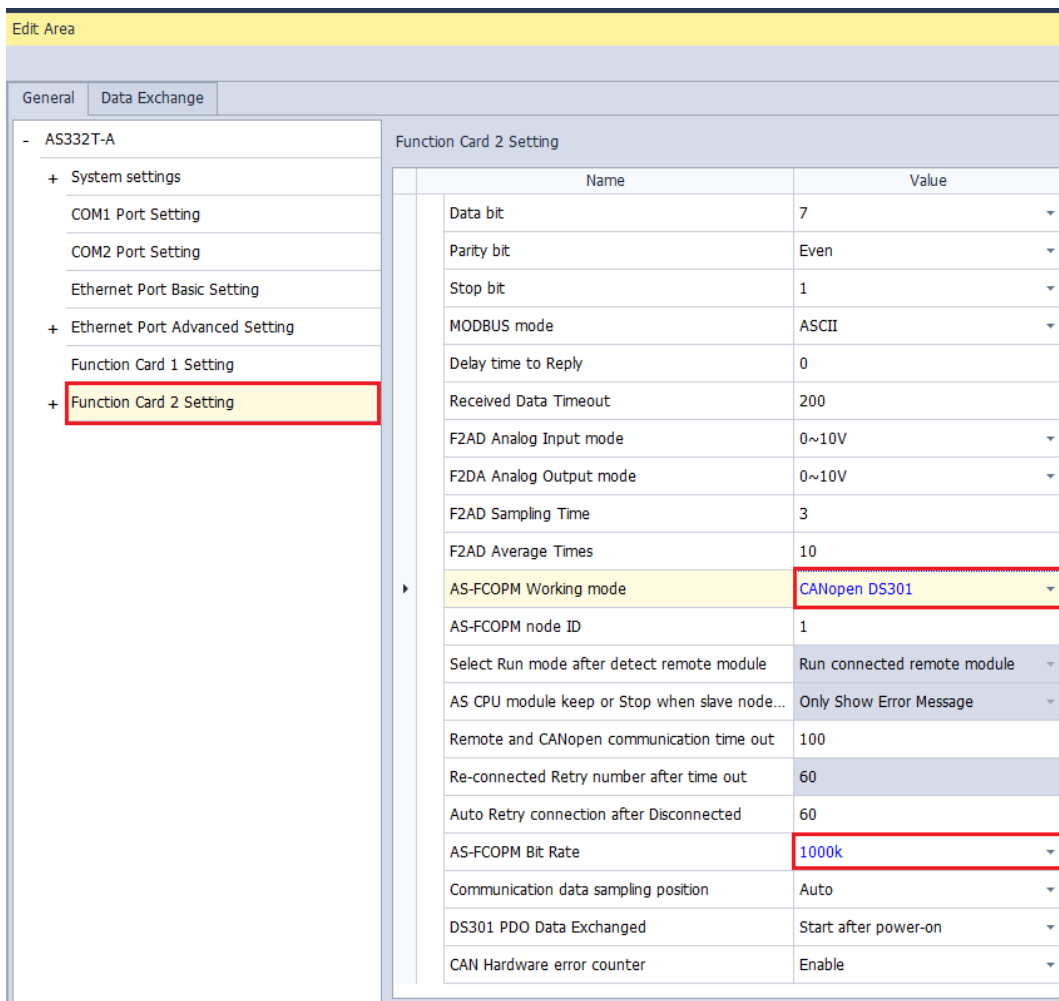 Edit Area
General Data Exchange
- AS332T-A
+ System settings
COM1 Port Setting
COM2 Port Setting
Ethernet Port Basic Setting
+ Ethernet Port Advanced Setting
Function Card 1 Setting
+ Function Card 2 Setting
Function Card 2 Setting
Name Value
Data bit 7
Parity bit Even
Stop bit 1
MODBUS mode ASCII
Delay time to Reply 0
Received Data Timeout 200
F2AD Analog Input mode 0~10V
F2DA Analog Output mode 0~10V
F2AD Sampling Time 3
F2AD Average Times 10
AS-FCOPM Working mode CANopen DS301
AS-FCOPM node ID 1
Select Run mode after detect remote module Run connected remote module
AS CPU module keep or Stop when slave node... Only Show Error Message
Remote and CANopen communication time out 100
Re-connected Retry number after time out 60
Auto Retry connection after Disconnected 60
AS-FCOPM Bit Rate 1000k
Communication data sampling position Auto
DS301 PDO Data Exchanged Start after power-on
CAN Hardware error counter Enable